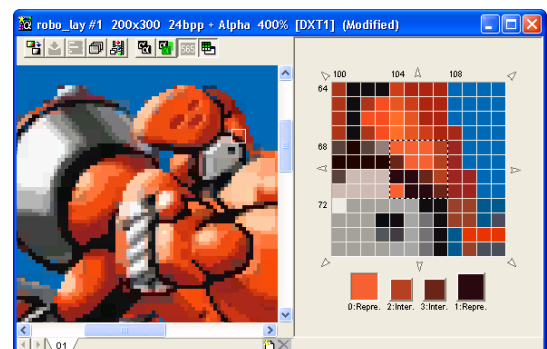 robo_lay #1 200x300 24bpp + Alpha 400% [DXT1] (Modified)
565
100 104 108
64
68
72
0:Repre. 2:Inter. 3:Inter. 1:Repre.
01